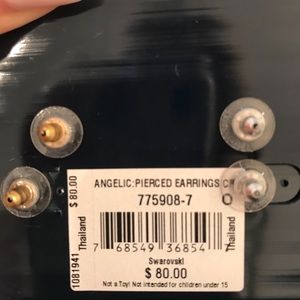 ANGELIC:PIERCED EARRINGS
775908-7
7 68549 36854
Swarovski
$ 80.00
Not a Toy! Not intended for children under 15
1081941 Thailand
$ 80.00
Thailand